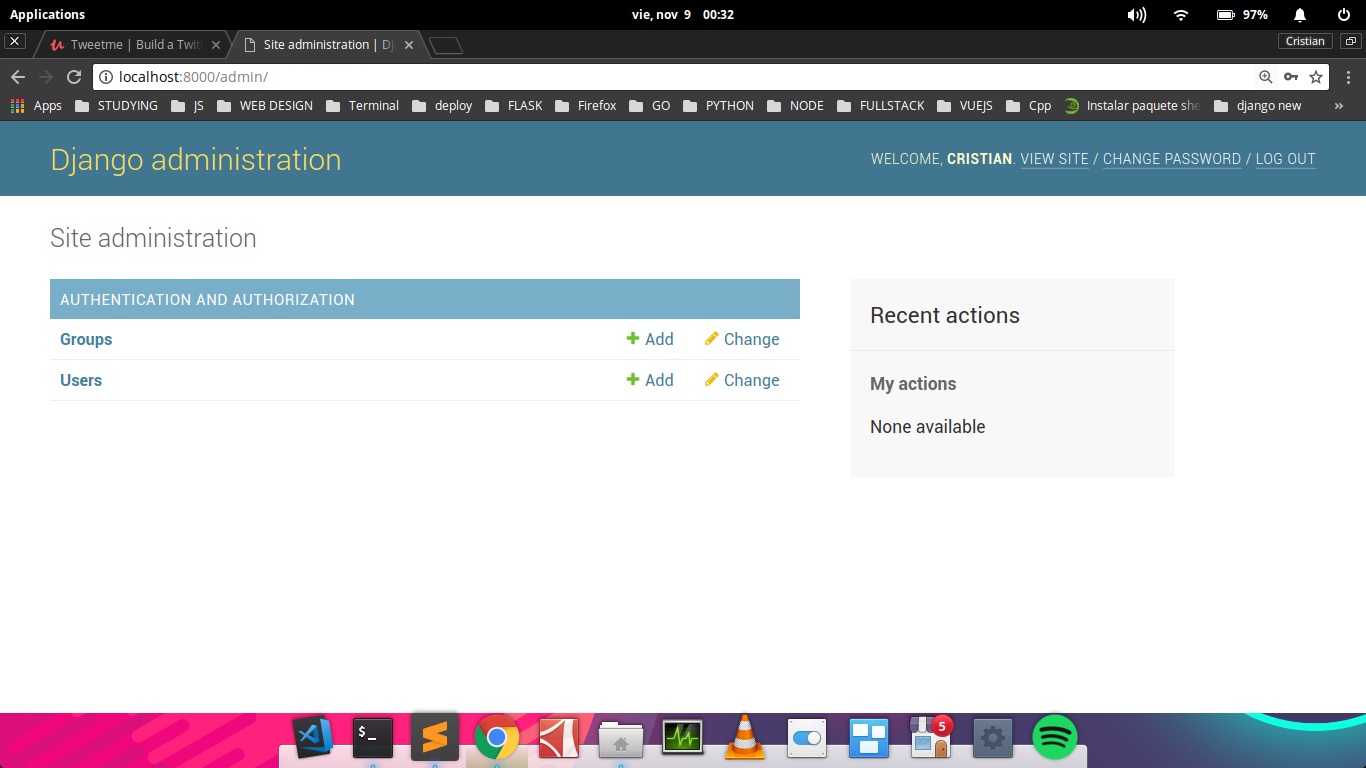 Applications
vie, nov 9 00:32
97%
Tweetme | Build a Twit
Site administration | Dj
Cristian
localhost:8000/admin/
Apps STUDYING JS WEB DESIGN Terminal deploy FLASK Firefox GO PYTHON NODE FULLSTACK VUEJS Cpp Instalar paquete she django new »
Django administration
WELCOME, CRISTIAN. VIEW SITE / CHANGE PASSWORD / LOG OUT
Site administration
AUTHENTICATION AND AUTHORIZATION
Groups Add Change
Users Add Change
Recent actions
My actions
None available
$_
5